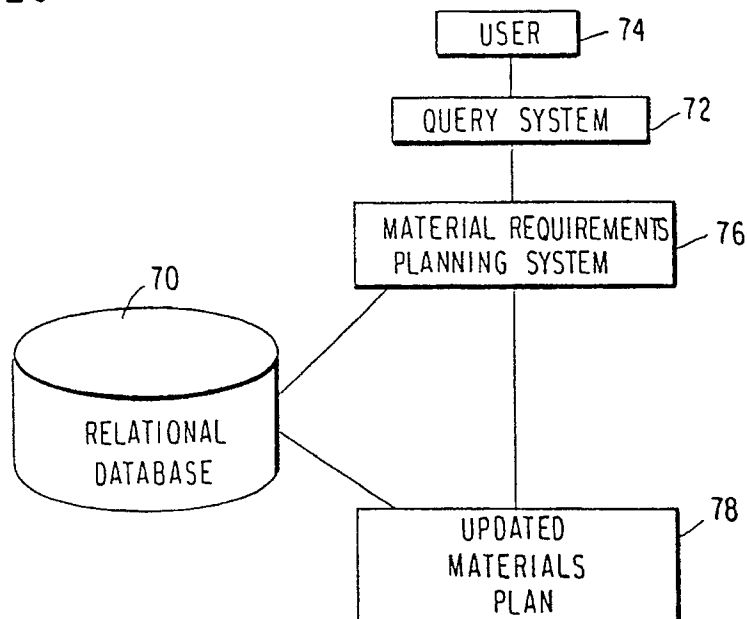 USER
74
QUERY SYSTEM
72
MATERIAL REQUIREMENTS
PLANNING SYSTEM
76
70
RELATIONAL
DATABASE
UPDATED
MATERIALS
PLAN
78